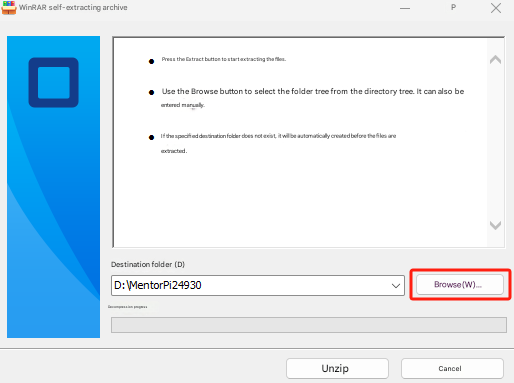 WinRAR self-extracting archive
P
Press the Extract button to start extracting the files.
Use the Browse button to select the folder tree from the directory tree. It can also be
entered manually.
If the specified destination folder does not exist, it will be automatically created before the files are
extracted.
Destination folder (D)
D:\MentorPi24930
Browse(W)...
Decompression progress
Unzip
Cancel